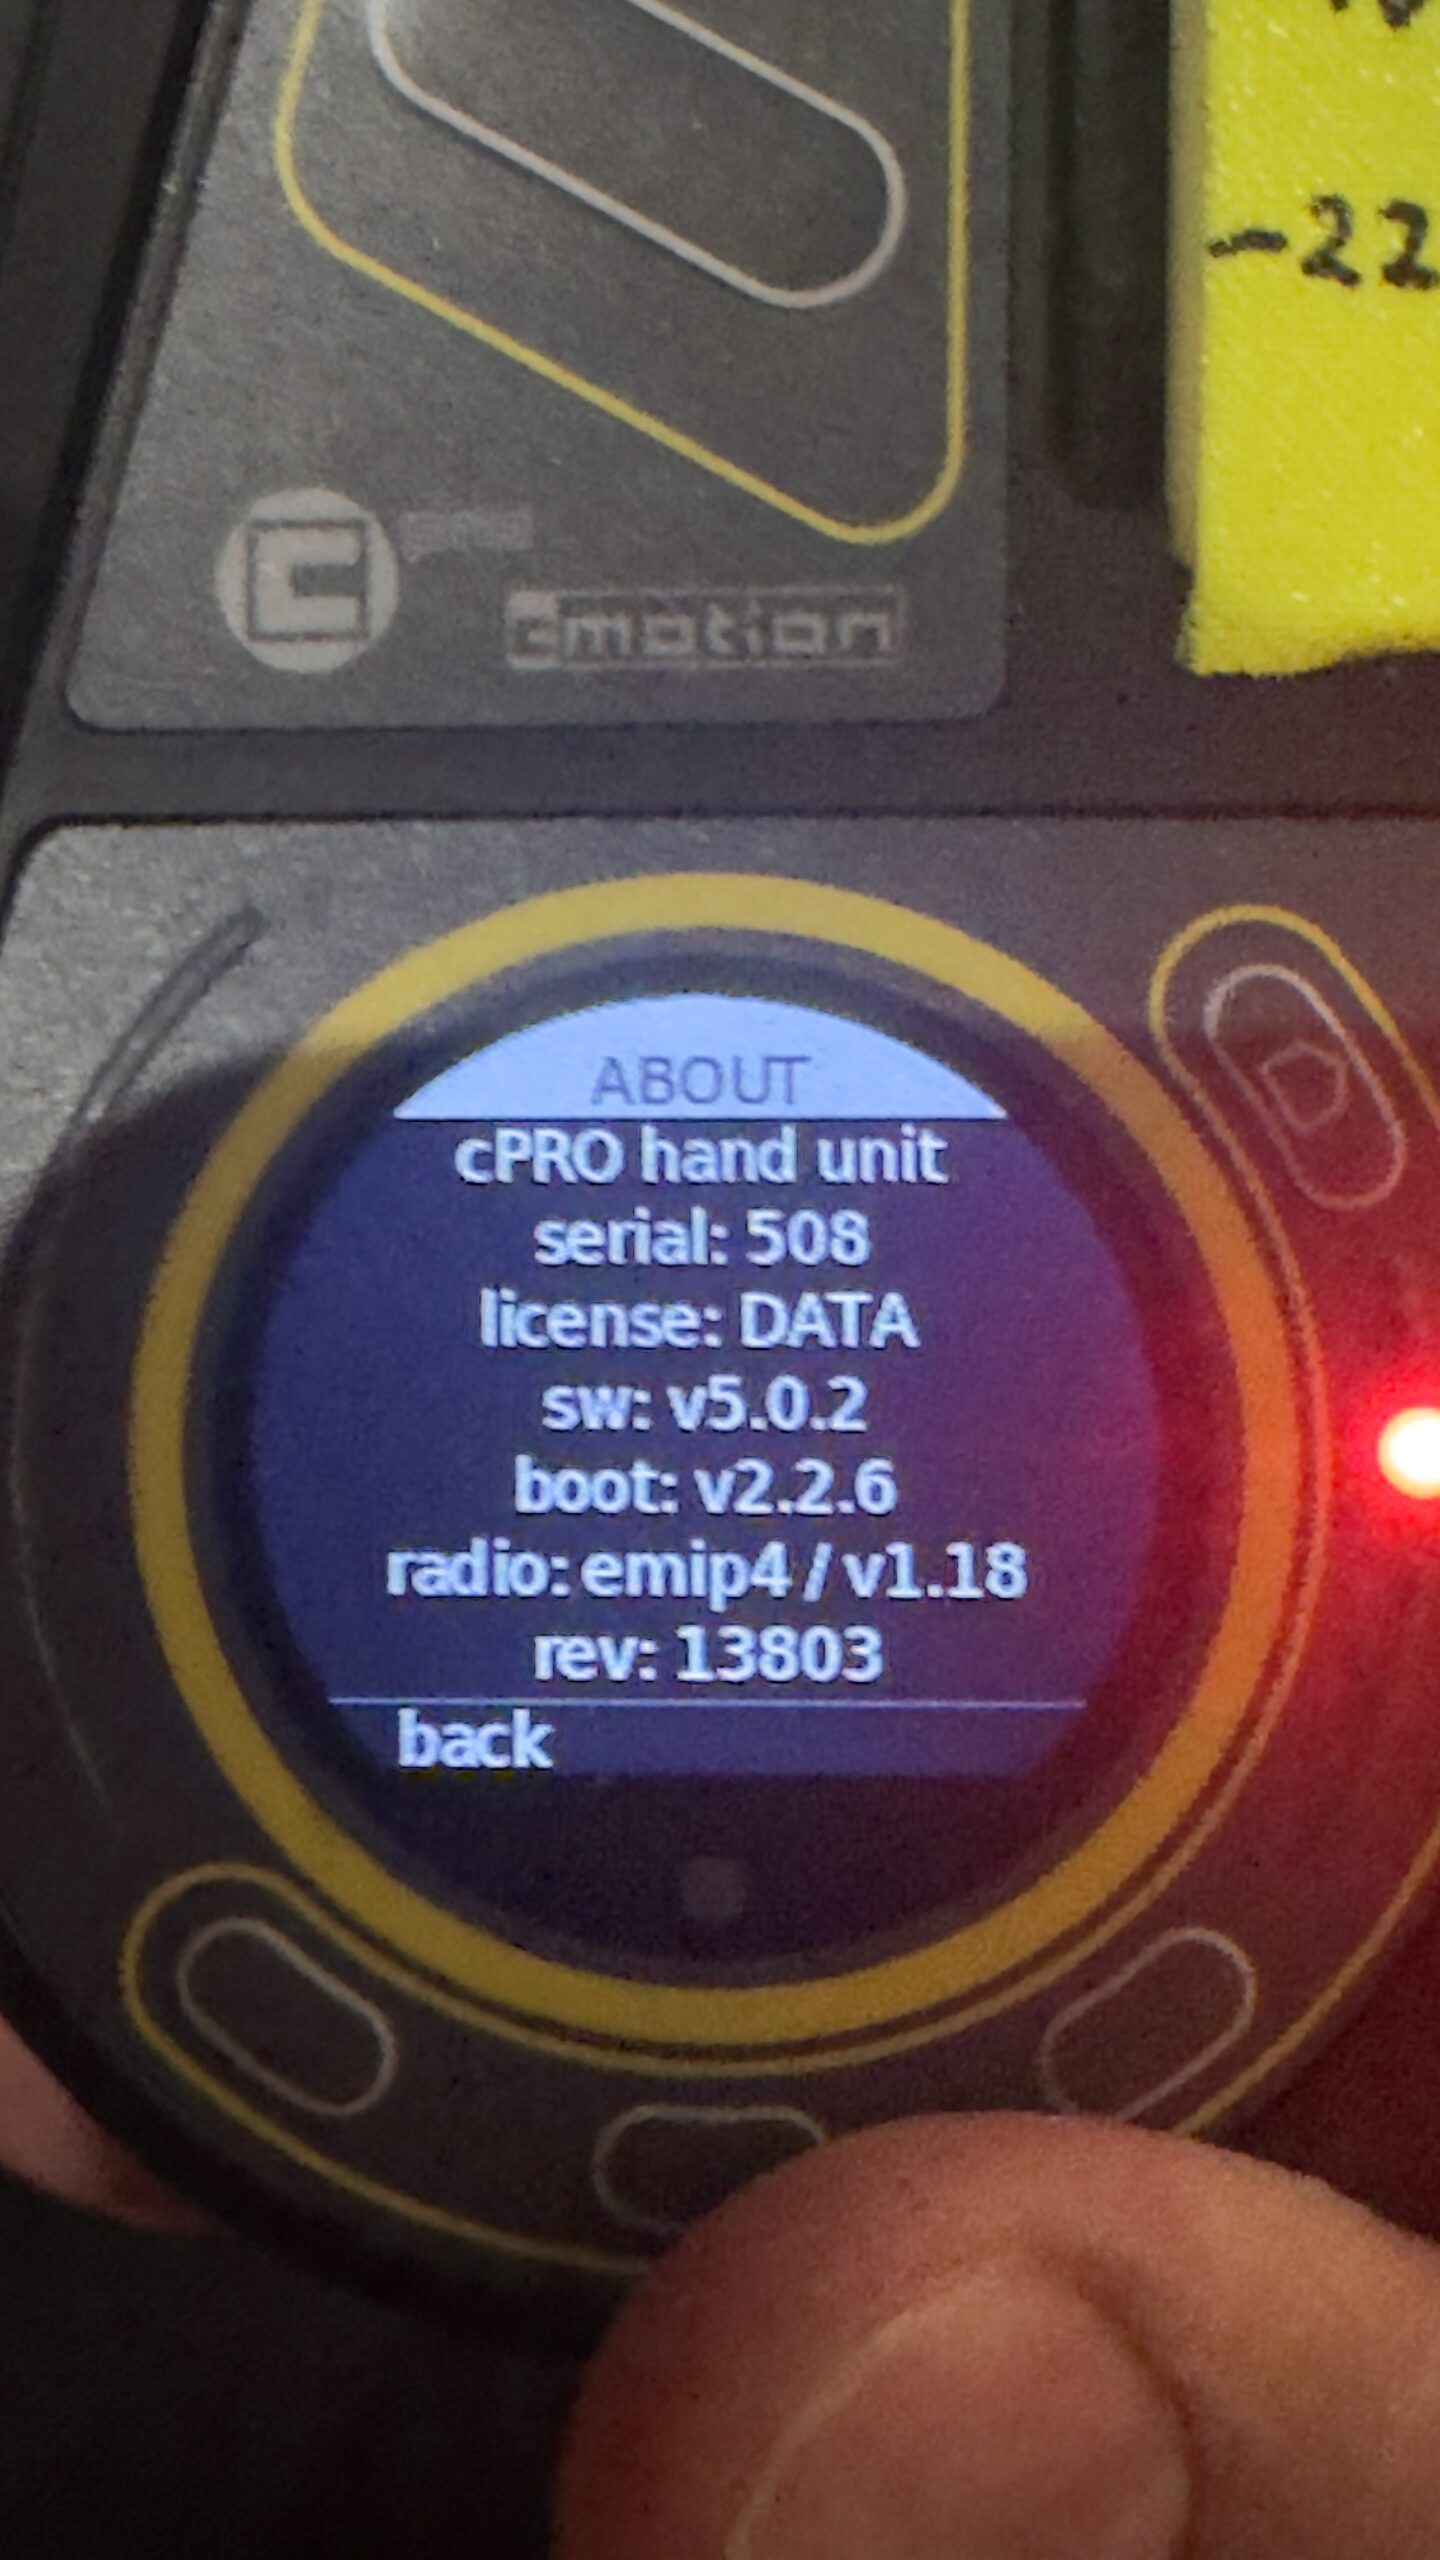 -22
cmotion
ABOUT
cPRO hand unit
serial: 508
license: DATA
sw: v5.0.2
boot: v2.2.6
radio: emip4 / v1.18
rev: 13803
back